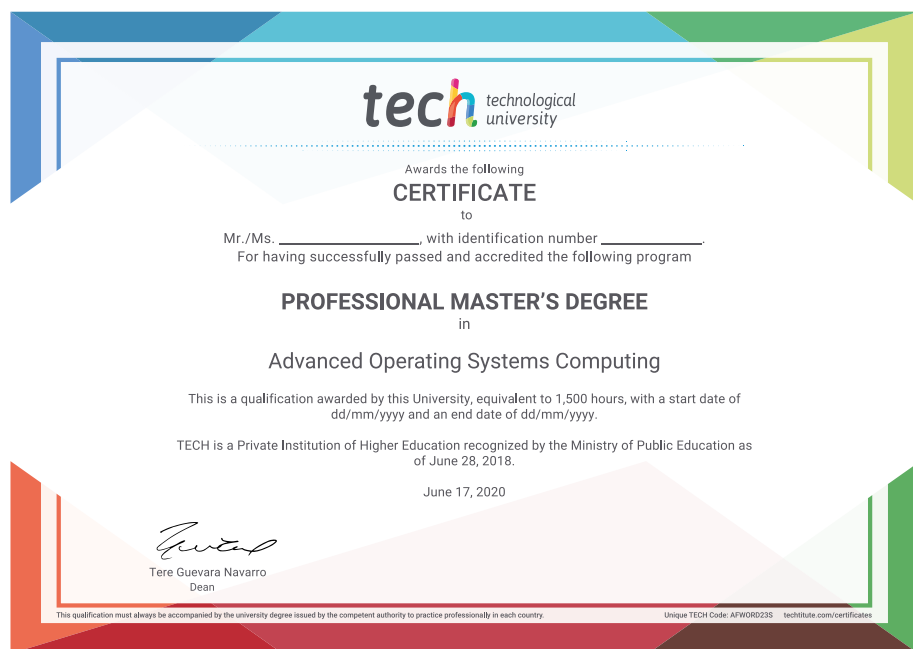 tech technological
university
Awards the following
CERTIFICATE
to
Mr./Ms. ________________, with identification number _____________.
For having successfully passed and accredited the following program
PROFESSIONAL MASTER'S DEGREE
in
Advanced Operating Systems Computing
This is a qualification awarded by this University, equivalent to 1,500 hours, with a start date of
dd/mm/yyyy and an end date of dd/mm/yyyy.
TECH is a Private Institution of Higher Education recognized by the Ministry of Public Education as
of June 28, 2018.
June 17, 2020
Tere Guevara Navarro
Dean
This qualification must always be accompanied by the university degree issued by the competent authority to practice professionally in each country. Unique TECH Code: AFWORD23S techtitute.com/certificates